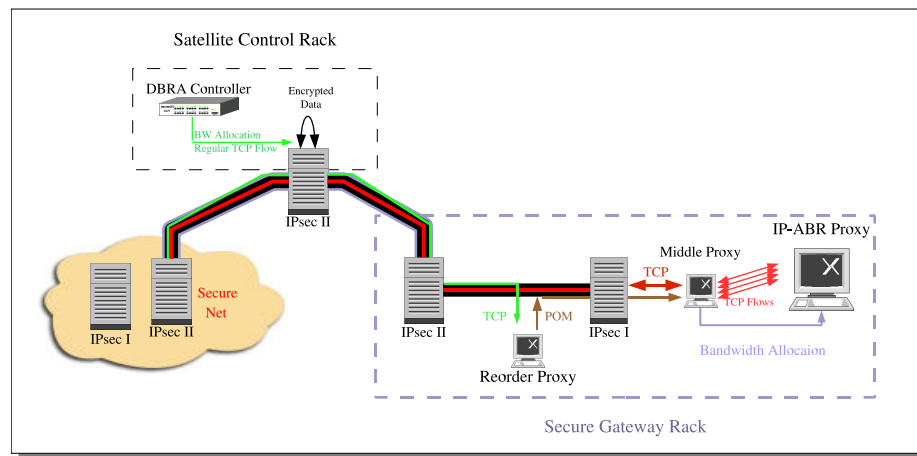 Satellite Control Rack
DBRA Controller
Encrypted
Data
BW Allocation
Regular TCP Flow
IPsec II
IP-ABR Proxy
Middle Proxy
TCP
TCP Flows
Secure
Net
IPsec I
IPsec II
IPsec II
TCP
POM
IPsec I
Bandwidth Allocaion
Reorder Proxy
Secure Gateway Rack